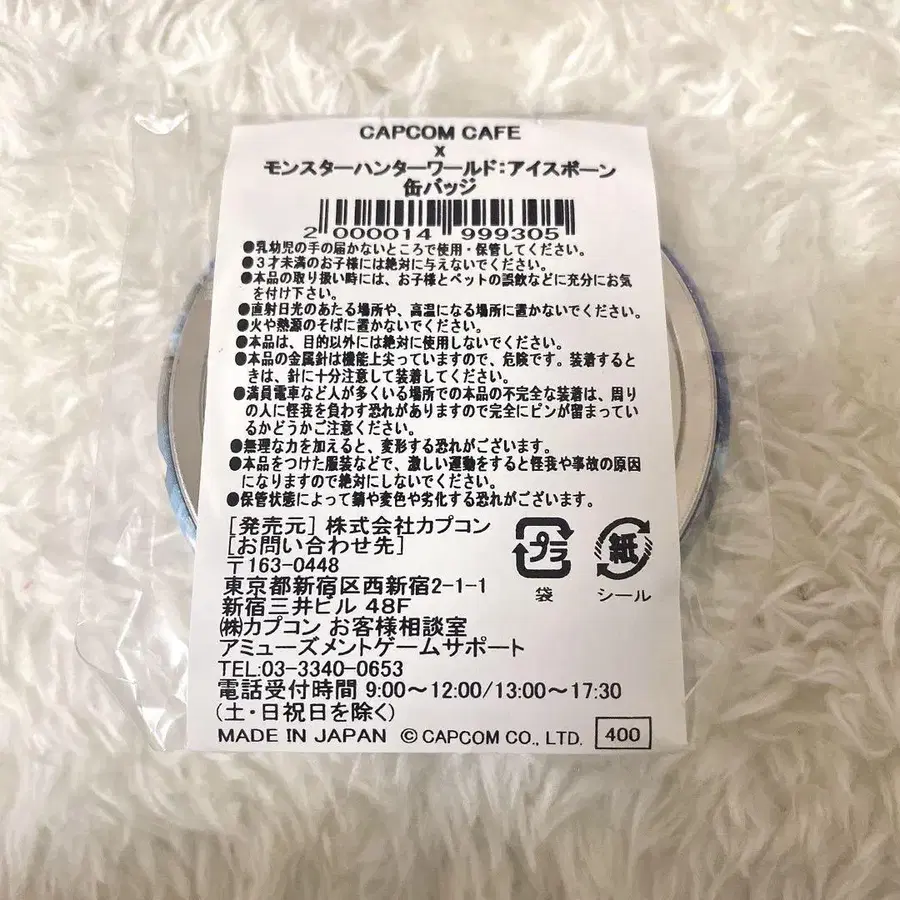 CAPCOM CAFE
x
モンスターハンターワールド:アイスボーン
缶バッジ
2 000014 999305
●乳幼児の手の届かないところで使用・保管してください。
●3才未満のお子様には絶対に与えないでください。
●本品の取り扱い時には、お子様とペットの誤飲などに充分にお気
を付け下さい。
●直射日光のあたる場所や、高温になる場所に置かないでください。
●火や熱源のそばに置かないでください。
●本品は、目的以外には絶対に使用しないでください。
●本品の金属針は機能上尖っていますので、危険です。装着すると
きは、針に十分注意して装着してください。
●満員電車など人が多くいる場所での本品の不完全な装着は、周り
の人に怪我を負わす恐れがありますので完全にピンが留まってい
るかどうかご注意ください。
●無理な力を加えると、変形する恐れがございます。
●本品をつけた服装などで、激しい運動をすると怪我や事故の原因
になりますので絶対にしないでください。
●保管状態によって錆や変色や劣化する恐れがございます。
[発売元] 株式会社カプコン
[お問い合わせ先]
〒163-0448
東京都新宿区西新宿2-1-1
新宿三井ビル 48F
㈱カプコン お客様相談室
アミューズメントゲームサポート
TEL:03-3340-0653
電話受付時間 9:00～12:00/13:00～17:30
(土・日祝日を除く)
MADE IN JAPAN ©CAPCOM CO., LTD. 400
プラ
袋
紙
シール